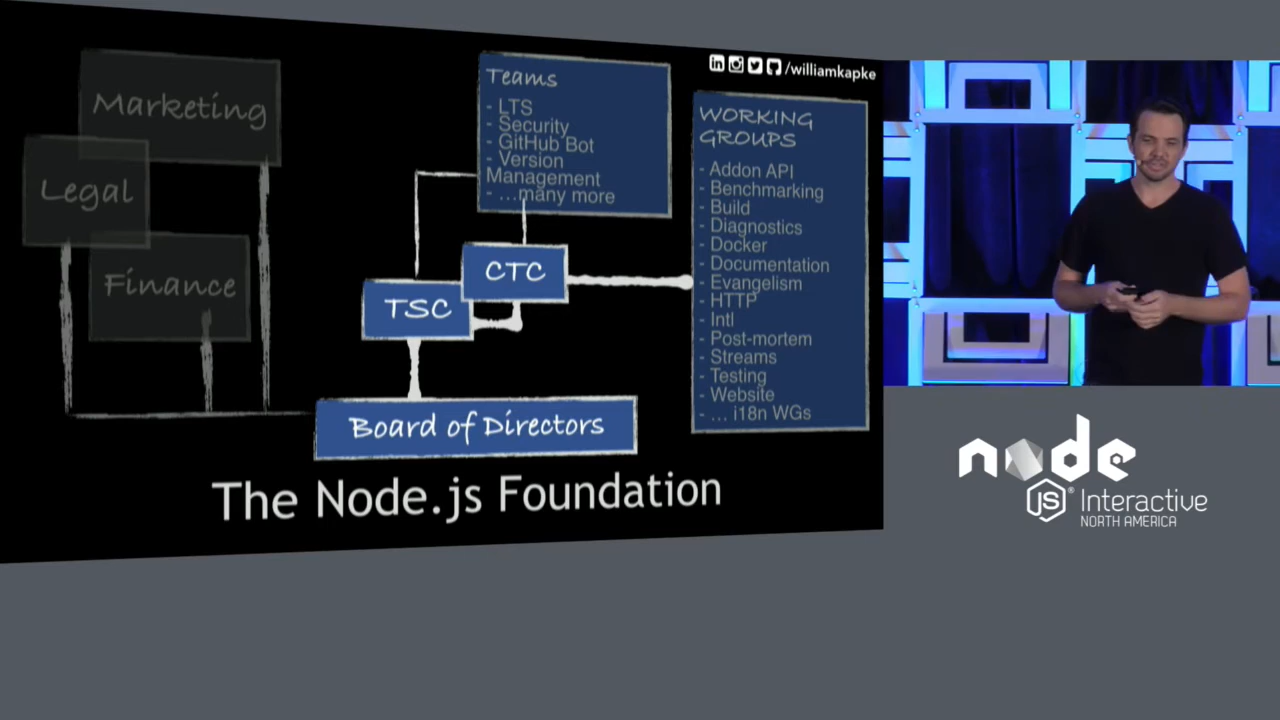 Marketing
Legal
Finance
Teams
- LTS
- Security
- GitHub Bot
- Version
Management
- ...many more
/williamkapke
WORKING
GROUPS
- Addon API
- Benchmarking
- Build
- Diagnostics
- Docker
- Documentation
- Evangelism
- HTTP
- Intl
- Post-mortem
- Streams
- Testing
- Website
- ... i18n WGs
CTC
TSC
Board of Directors
The Node.js Foundation
node
JS® Interactive
NORTH AMERICA